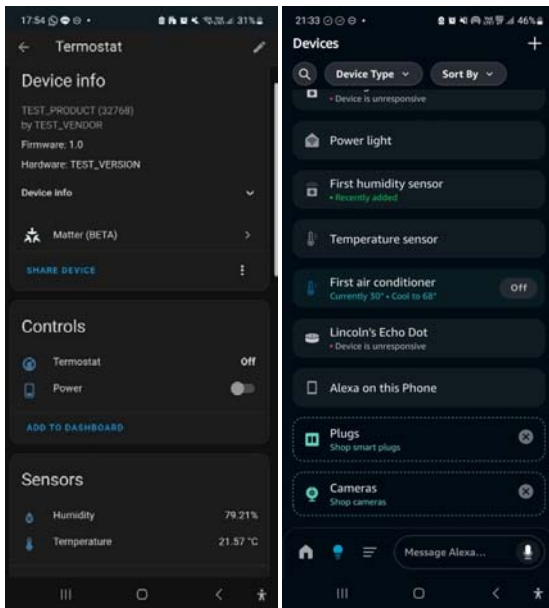 17:54
31%
Termostat
Device info
TEST_PRODUCT (32768)
by TEST_VENDOR
Firmware: 1.0
Hardware: TEST_VERSION
Device info
Matter (BETA)
SHARE DEVICE
Controls
Termostat Off
Power
ADD TO DASHBOARD
Sensors
Humidity 79.21%
Temperature 21.57 °C
21:33
46%
Devices
Device Type
Sort By
• Device is unresponsive
Power light
First humidity sensor
• Recently added
Temperature sensor
First air conditioner
Currently 30° • Cool to 68°
Off
Lincoln's Echo Dot
• Device is unresponsive
Alexa on this Phone
Plugs
Shop smart plugs
Cameras
Shop cameras
Message Alexa...